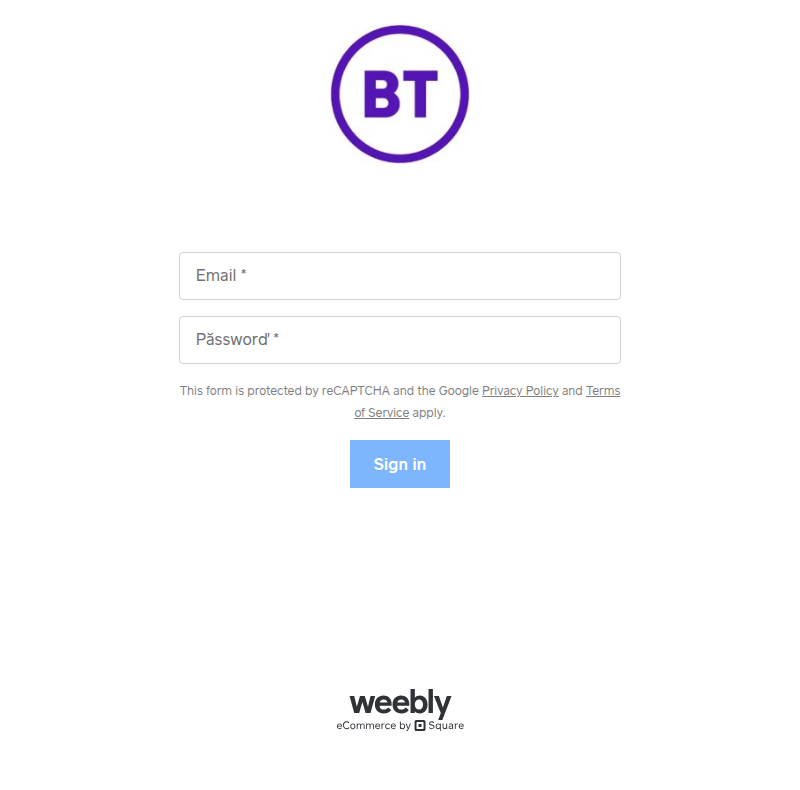 BT
Email *
Pǎssword' *
This form is protected by reCAPTCHA and the Google Privacy Policy and Terms
of Service apply.
Sign in
weebly
eCommerce by Square